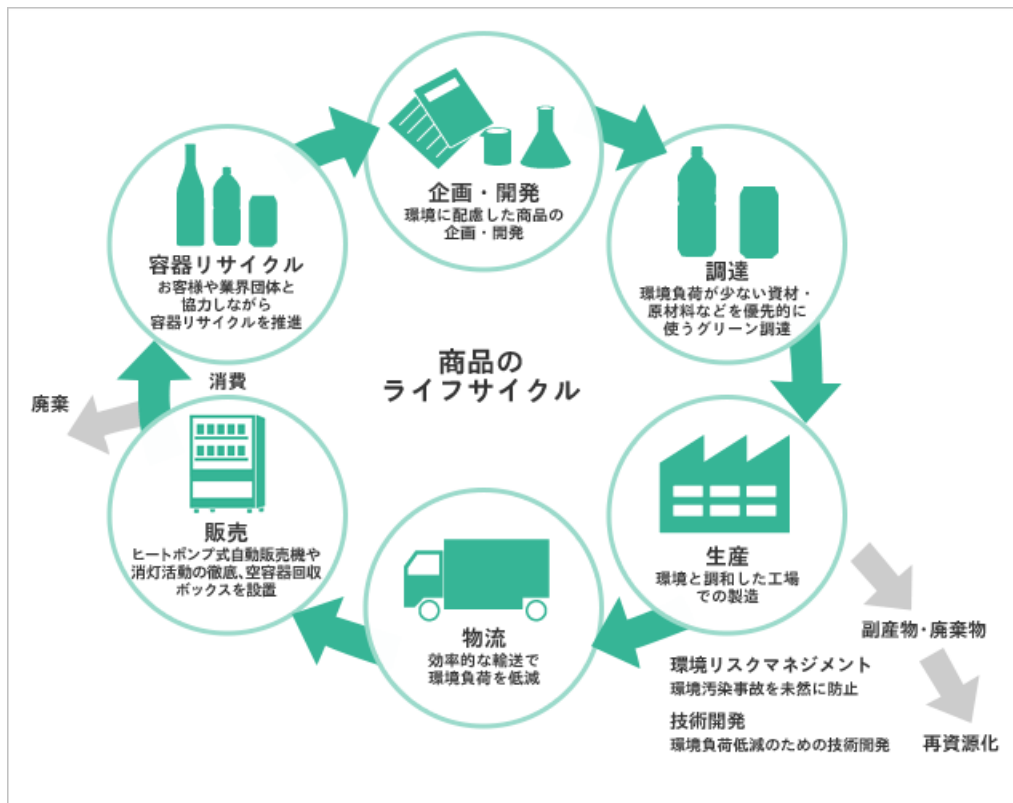 企画・開発
環境に配慮した商品の
企画・開発
調達
環境負荷が少ない資材・
原材料などを優先的に
使うグリーン調達
生産
環境と調和した工場
での製造
副産物・廃棄物
再資源化
環境リスクマネジメント
環境汚染事故を未然に防止
技術開発
環境負荷低減のための技術開発
物流
効率的な輸送で
環境負荷を低減
販売
ヒートポンプ式自動販売機や
消灯活動の徹底、空容器回収
ボックスを設置
消費
廃棄
容器リサイクル
お客様や業界団体と
協力しながら
容器リサイクルを推進
商品の
ライフサイクル